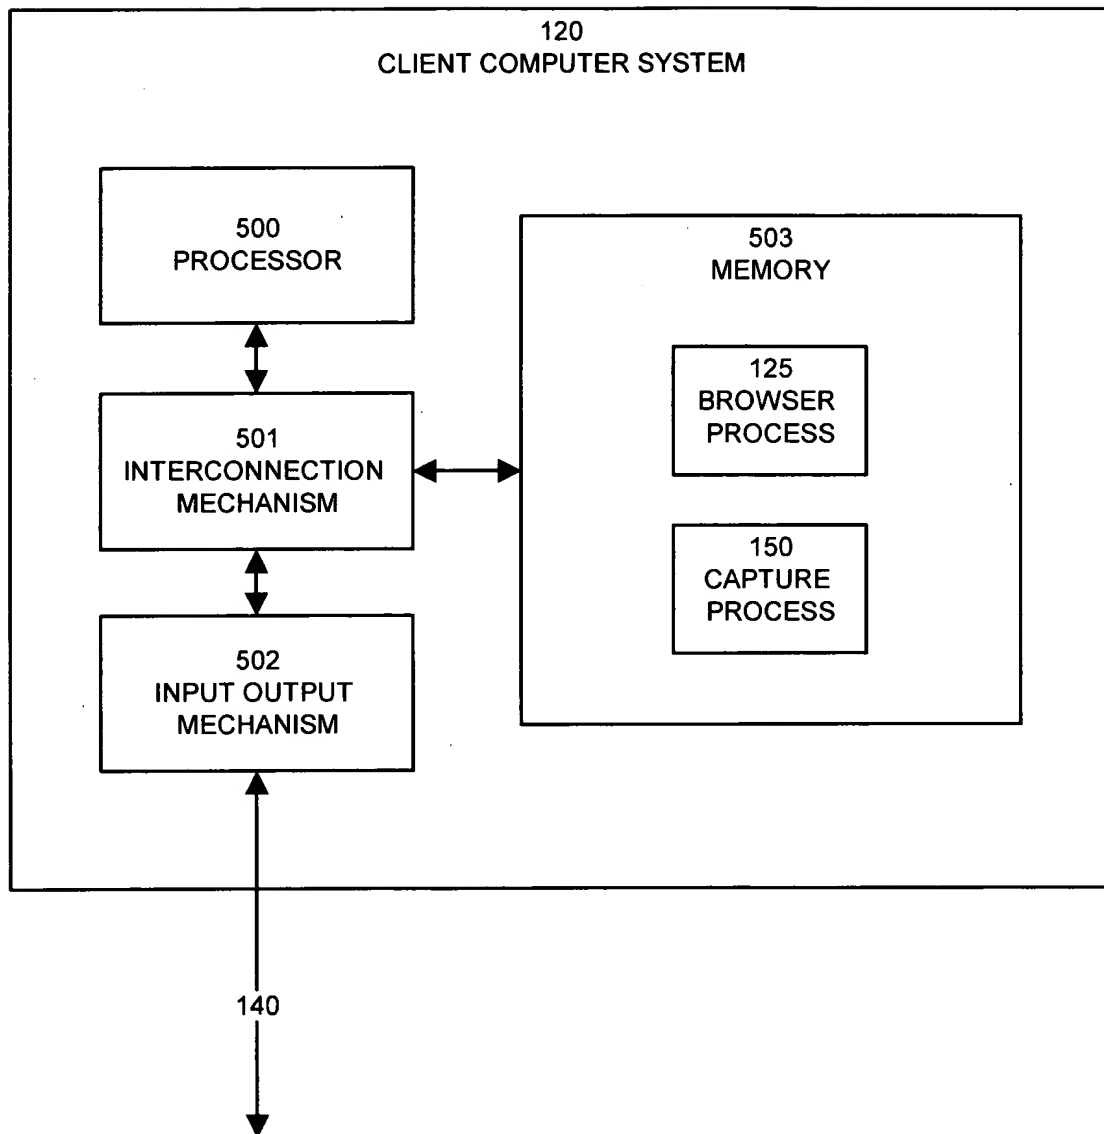 120
CLIENT COMPUTER SYSTEM
500
PROCESSOR
503
MEMORY
125
BROWSER
PROCESS
501
INTERCONNECTION
MECHANISM
150
CAPTURE
PROCESS
502
INPUT OUTPUT
MECHANISM
140